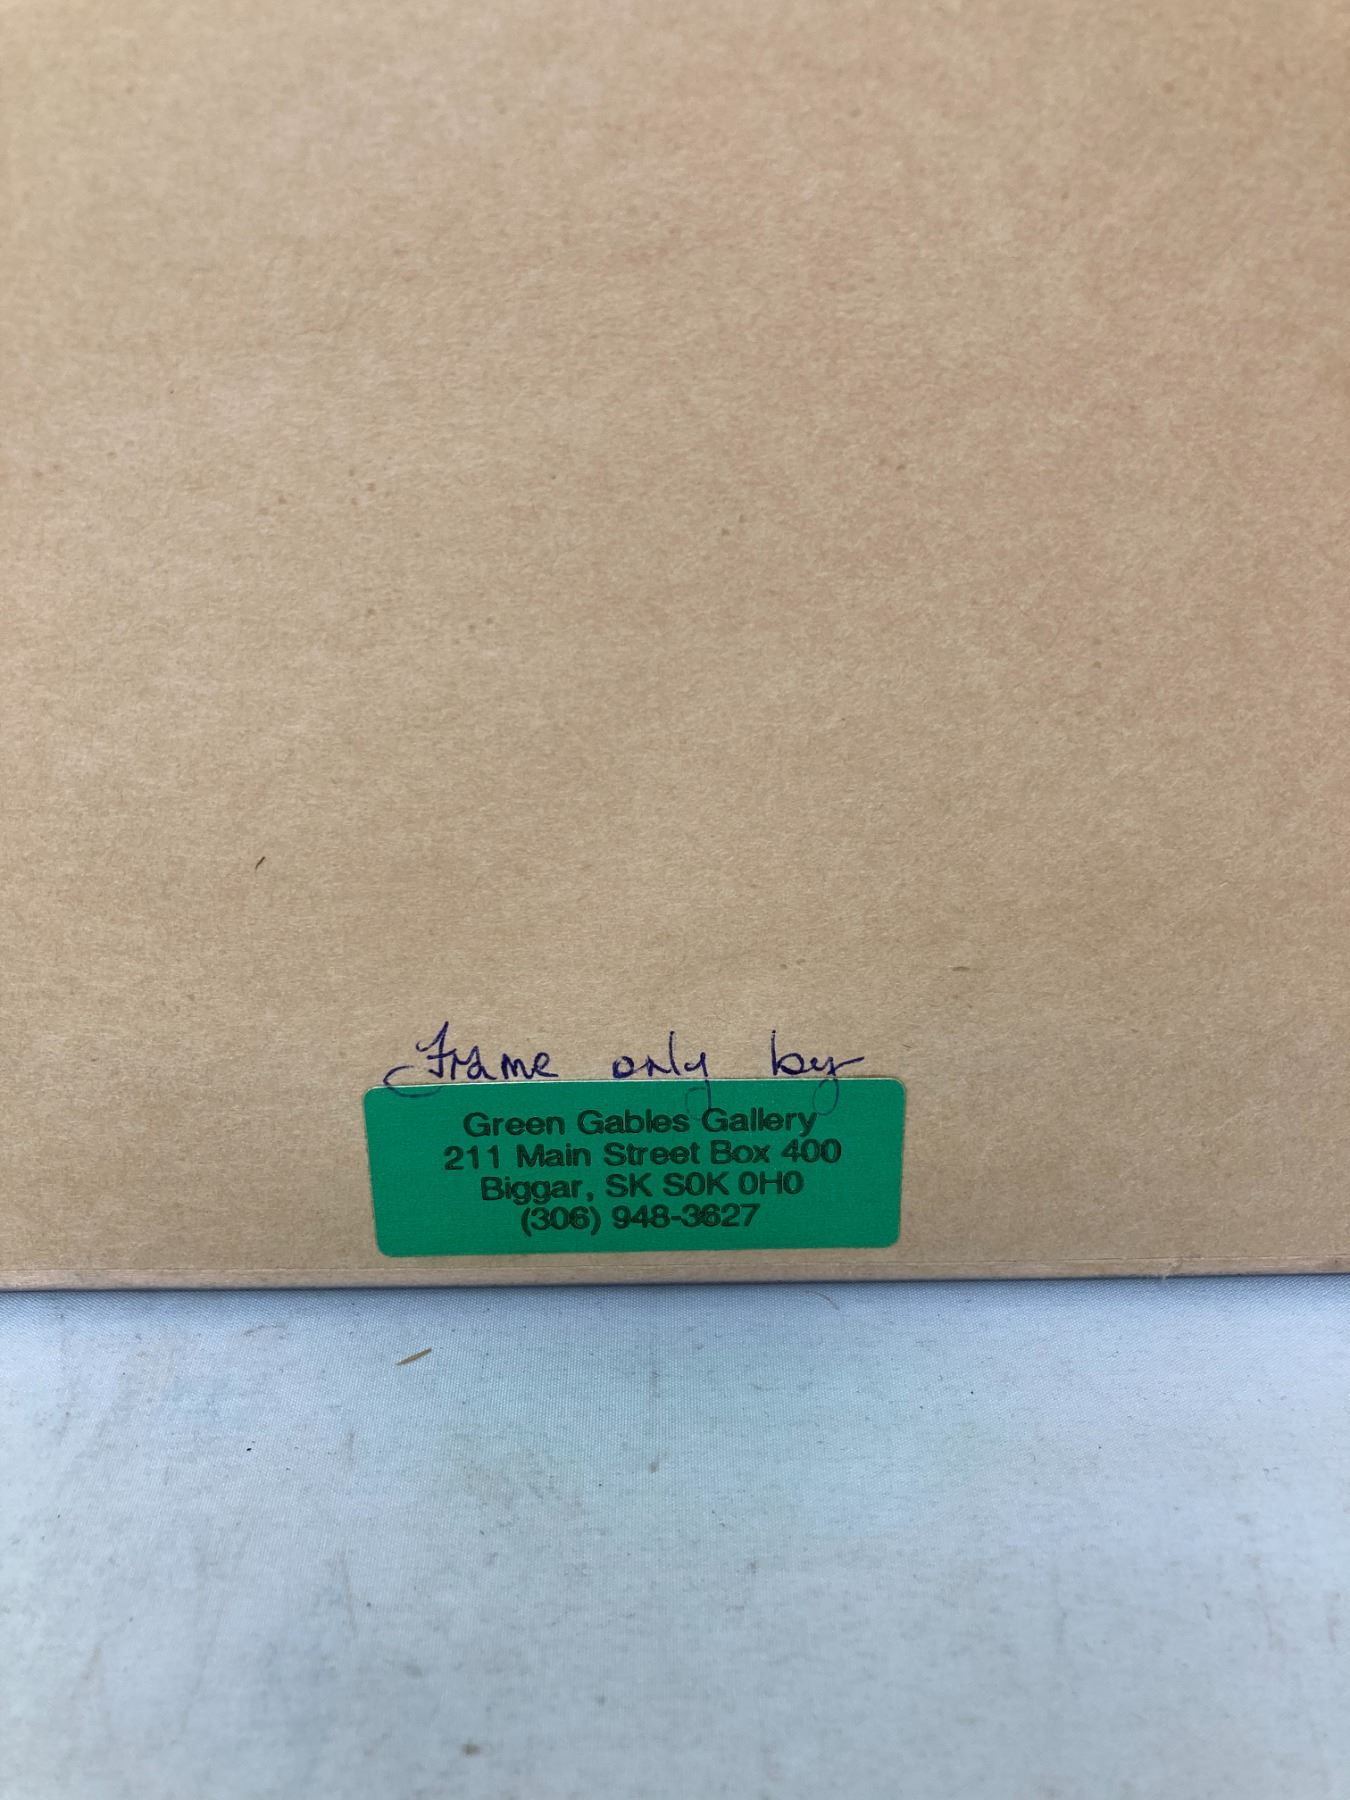 Frame only by
Green Gables Gallery
211 Main Street Box 400
Biggar, SK S0K 0H0
(306) 948-3627